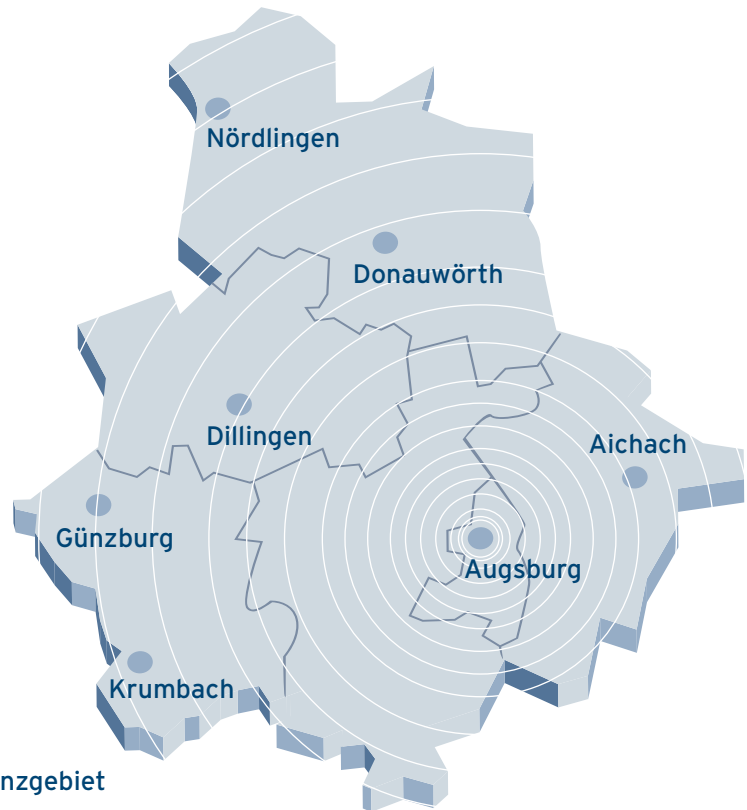 Nördlingen
Donauwörth
Dillingen
Aichach
Günzburg
Augsburg
Krumbach
nzgebiet